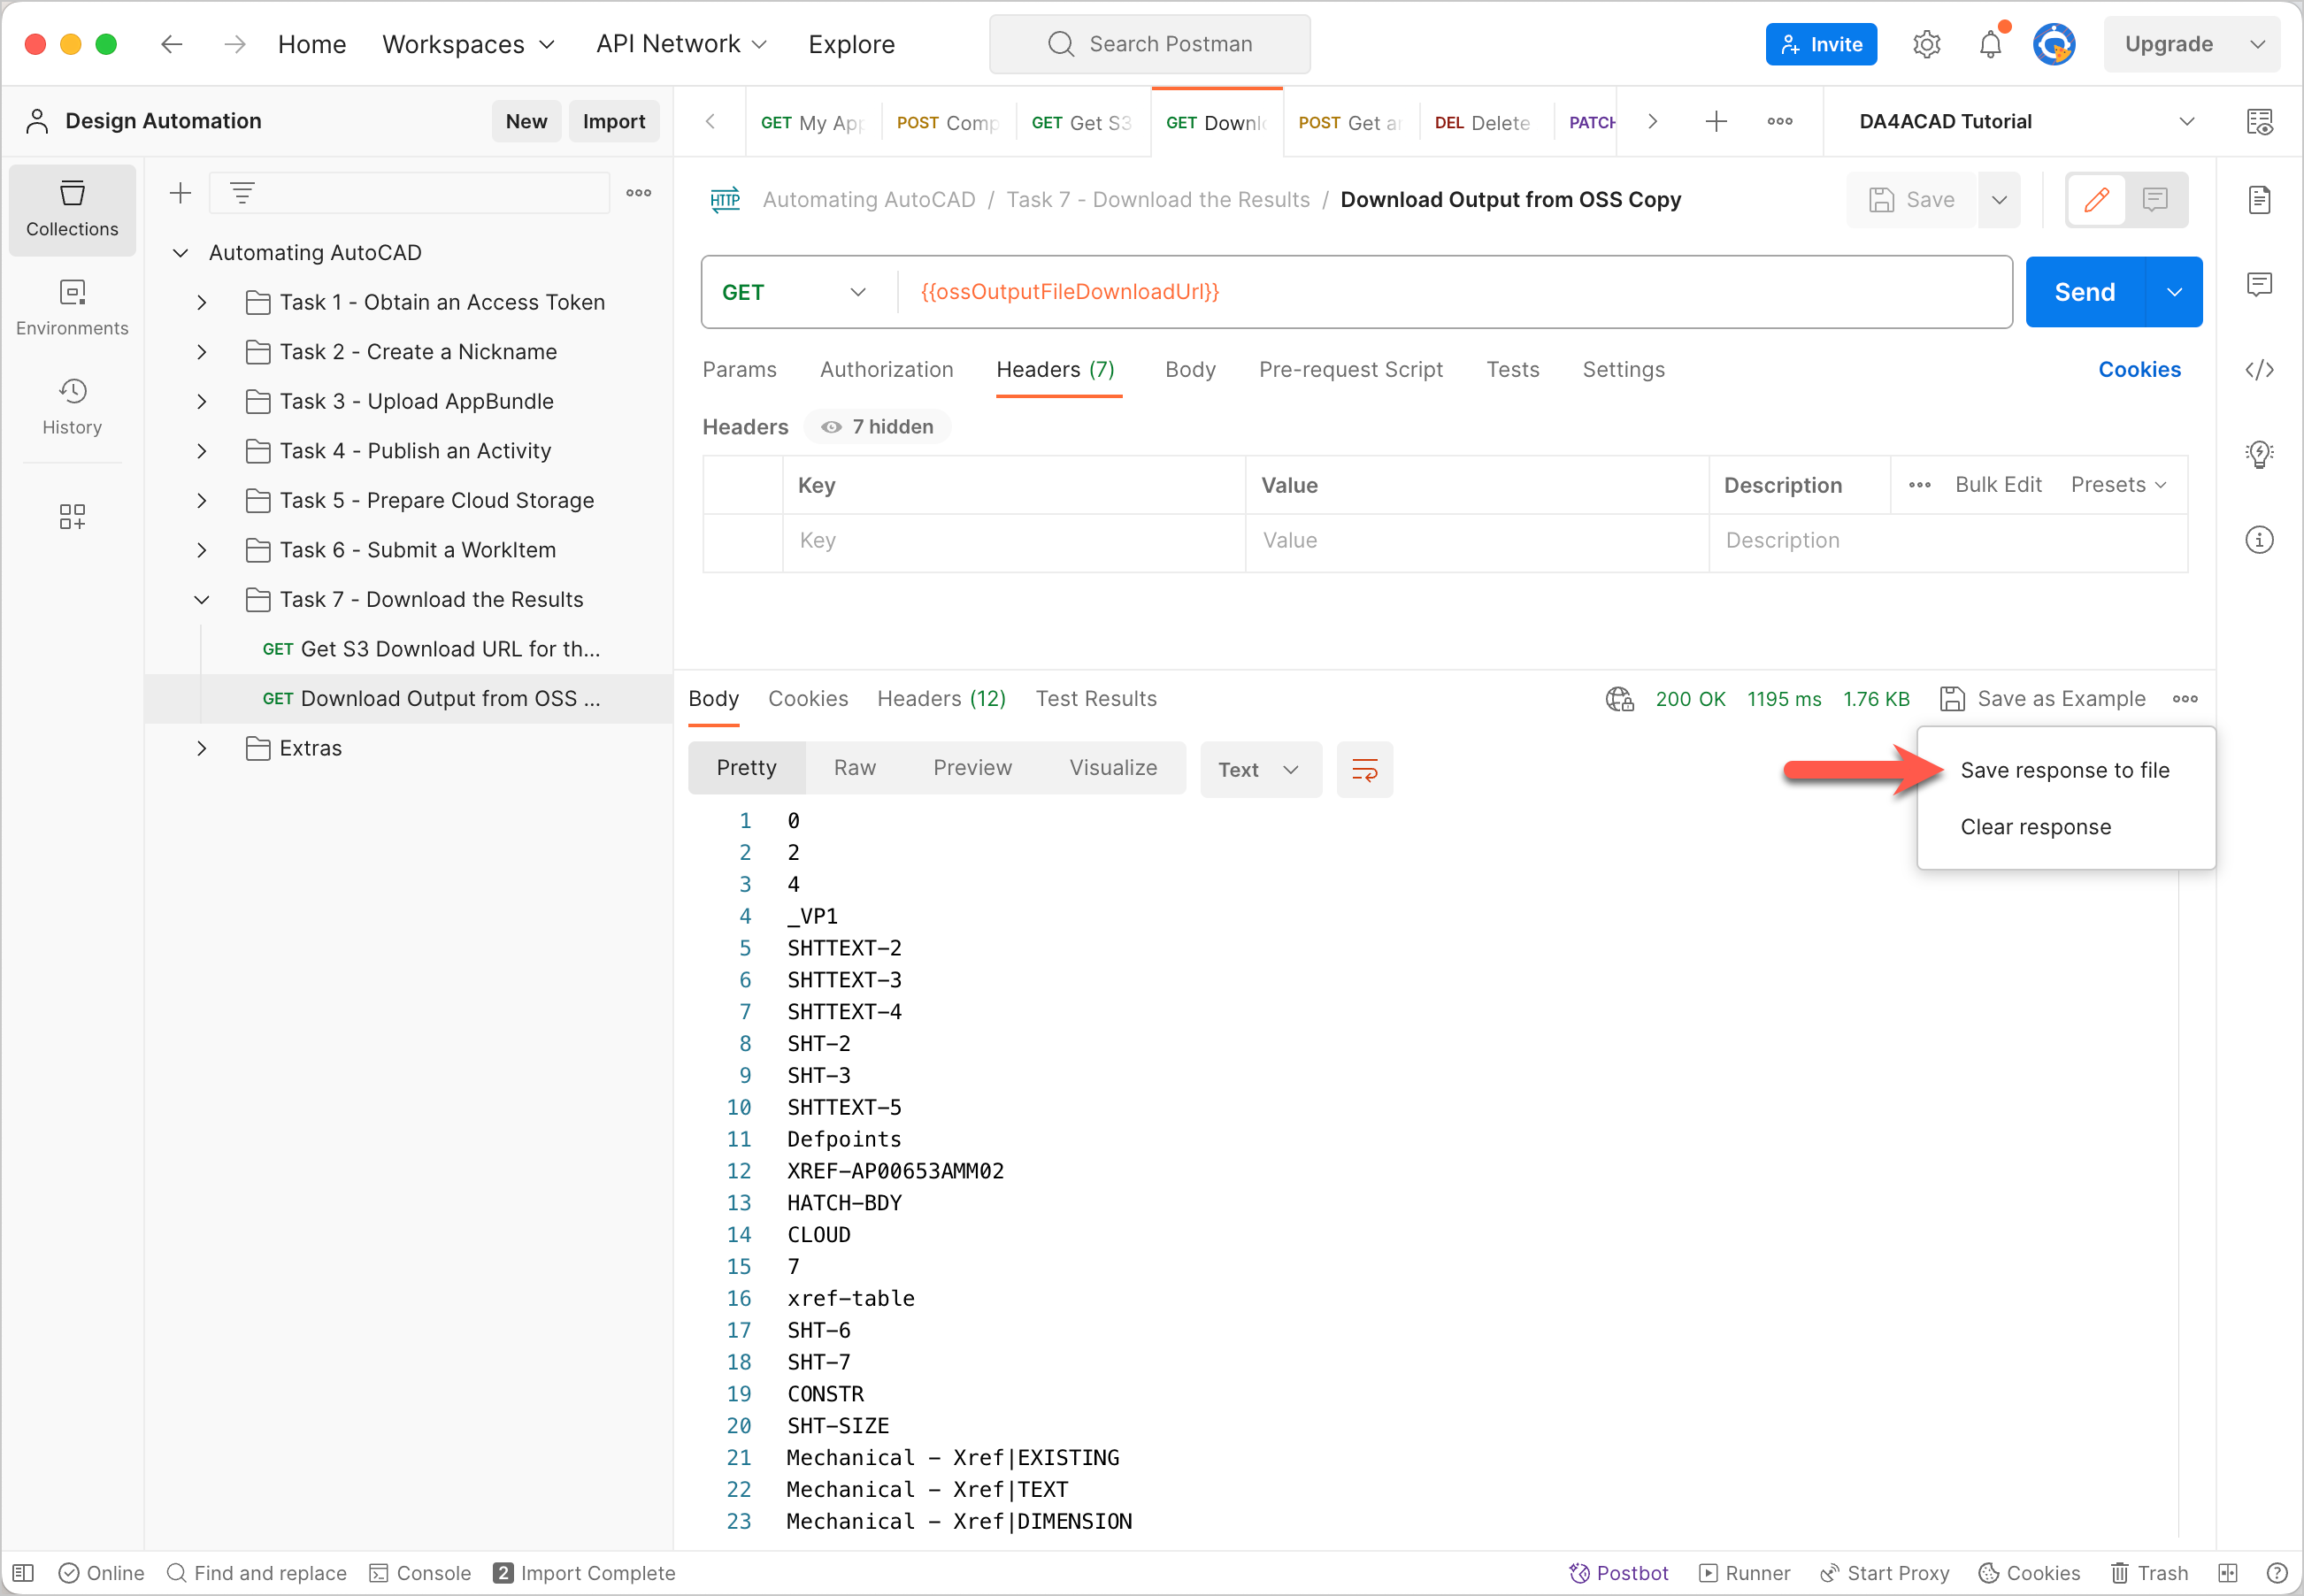 Home Workspaces API Network Explore Search Postman Invite Upgrade
Design Automation New Import
GET My App POST Comp GET Get S3 GET Downl POST Get a DEL Delete PATCH DA4ACAD Tutorial
Collections
Environments
History
Automating AutoCAD
Task 1 - Obtain an Access Token
Task 2 - Create a Nickname
Task 3 - Upload AppBundle
Task 4 - Publish an Activity
Task 5 - Prepare Cloud Storage
Task 6 - Submit a WorkItem
Task 7 - Download the Results
GET Get S3 Download URL for th...
GET Download Output from OSS ...
Extras
HTTP Automating AutoCAD / Task 7 - Download the Results / Download Output from OSS Copy Save
GET {{ossOutputFileDownloadUrl}} Send
Params Authorization Headers (7) Body Pre-request Script Tests Settings Cookies
Headers 7 hidden
Key Value Description Bulk Edit Presets
Key Value Description
Body Cookies Headers (12) Test Results 200 OK 1195 ms 1.76 KB Save as Example
Pretty Raw Preview Visualize Text
Save response to file
Clear response
1 0
2 2
3 4
4 _VP1
5 SHTTEXT-2
6 SHTTEXT-3
7 SHTTEXT-4
8 SHT-2
9 SHT-3
10 SHTTEXT-5
11 Defpoints
12 XREF-AP00653AMM02
13 HATCH-BDY
14 CLOUD
15 7
16 xref-table
17 SHT-6
18 SHT-7
19 CONSTR
20 SHT-SIZE
21 Mechanical - Xref|EXISTING
22 Mechanical - Xref|TEXT
23 Mechanical - Xref|DIMENSION
Online Find and replace Console 2 Import Complete Postbot Runner Start Proxy Cookies Trash